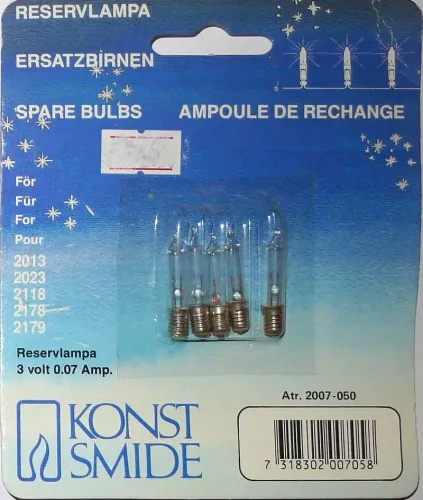 RESERVLAMPA
ERSATZBIRNEN
SPARE BULBS AMPOULE DE RECHANGE
För
Für
For
Pour
2013
2023
2118
2178
2179
Reservlampa
3 volt 0.07 Amp.
Atr. 2007-050
KONST
SMIDE
7 318302 007058